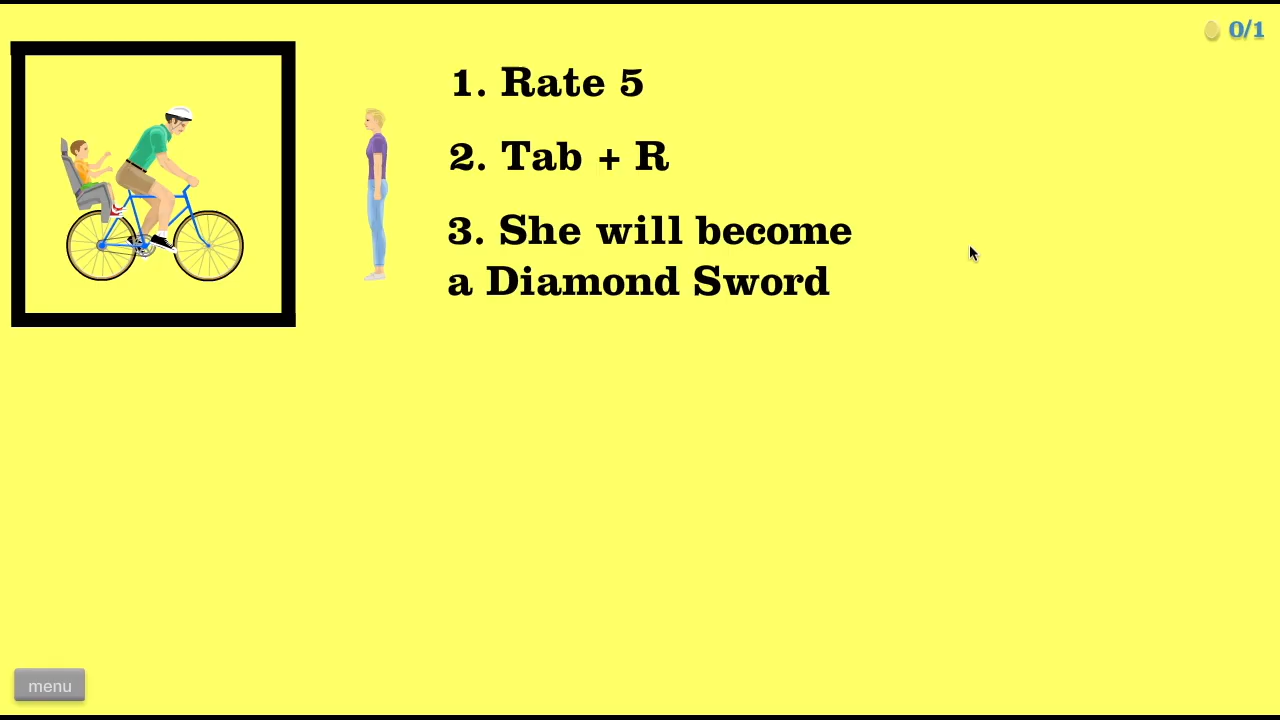 0/1
1. Rate 5
2. Tab + R
3. She will become
a Diamond Sword
menu